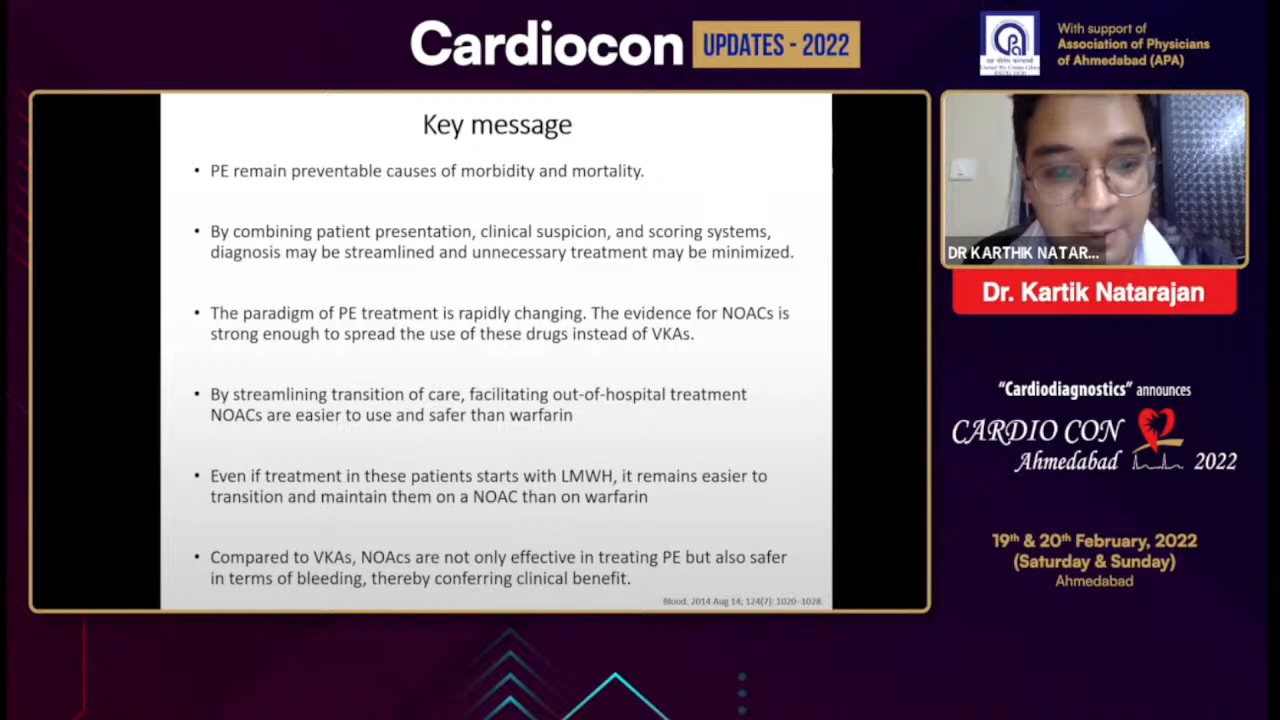 Cardiocon UPDATES - 2022
With support of
Association of Physicians
of Ahmedabad (APA)
Key message
• PE remain preventable causes of morbidity and mortality.
• By combining patient presentation, clinical suspicion, and scoring systems,
diagnosis may be streamlined and unnecessary treatment may be minimized.
• The paradigm of PE treatment is rapidly changing. The evidence for NOACs is
strong enough to spread the use of these drugs instead of VKAs.
• By streamlining transition of care, facilitating out-of-hospital treatment
NOACs are easier to use and safer than warfarin
• Even if treatment in these patients starts with LMWH, it remains easier to
transition and maintain them on a NOAC than on warfarin
• Compared to VKAs, NOAcs are not only effective in treating PE but also safer
in terms of bleeding, thereby conferring clinical benefit.
Blood. 2014 Aug 14; 124(7): 1020–1028.
DR KARTHIK NATAR...
Dr. Kartik Natarajan
“Cardiodiagnostics” announces
CARDIO CON
Ahmedabad 2022
19th & 20th February, 2022
(Saturday & Sunday)
Ahmedabad